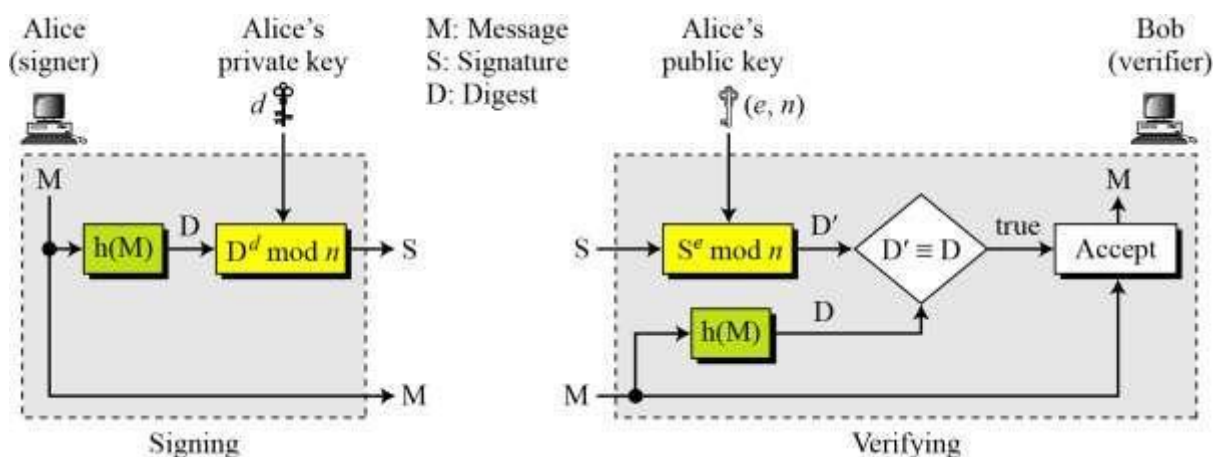 Alice
(signer)
Alice's
private key
d
M: Message
S: Signature
D: Digest
Alice's
public key
(e, n)
Bob
(verifier)
M
h(M)
D
D^d mod n
S
M
Signing
S
S^e mod n
D′
D′ ≡ D
true
Accept
M
h(M)
D
M
Verifying